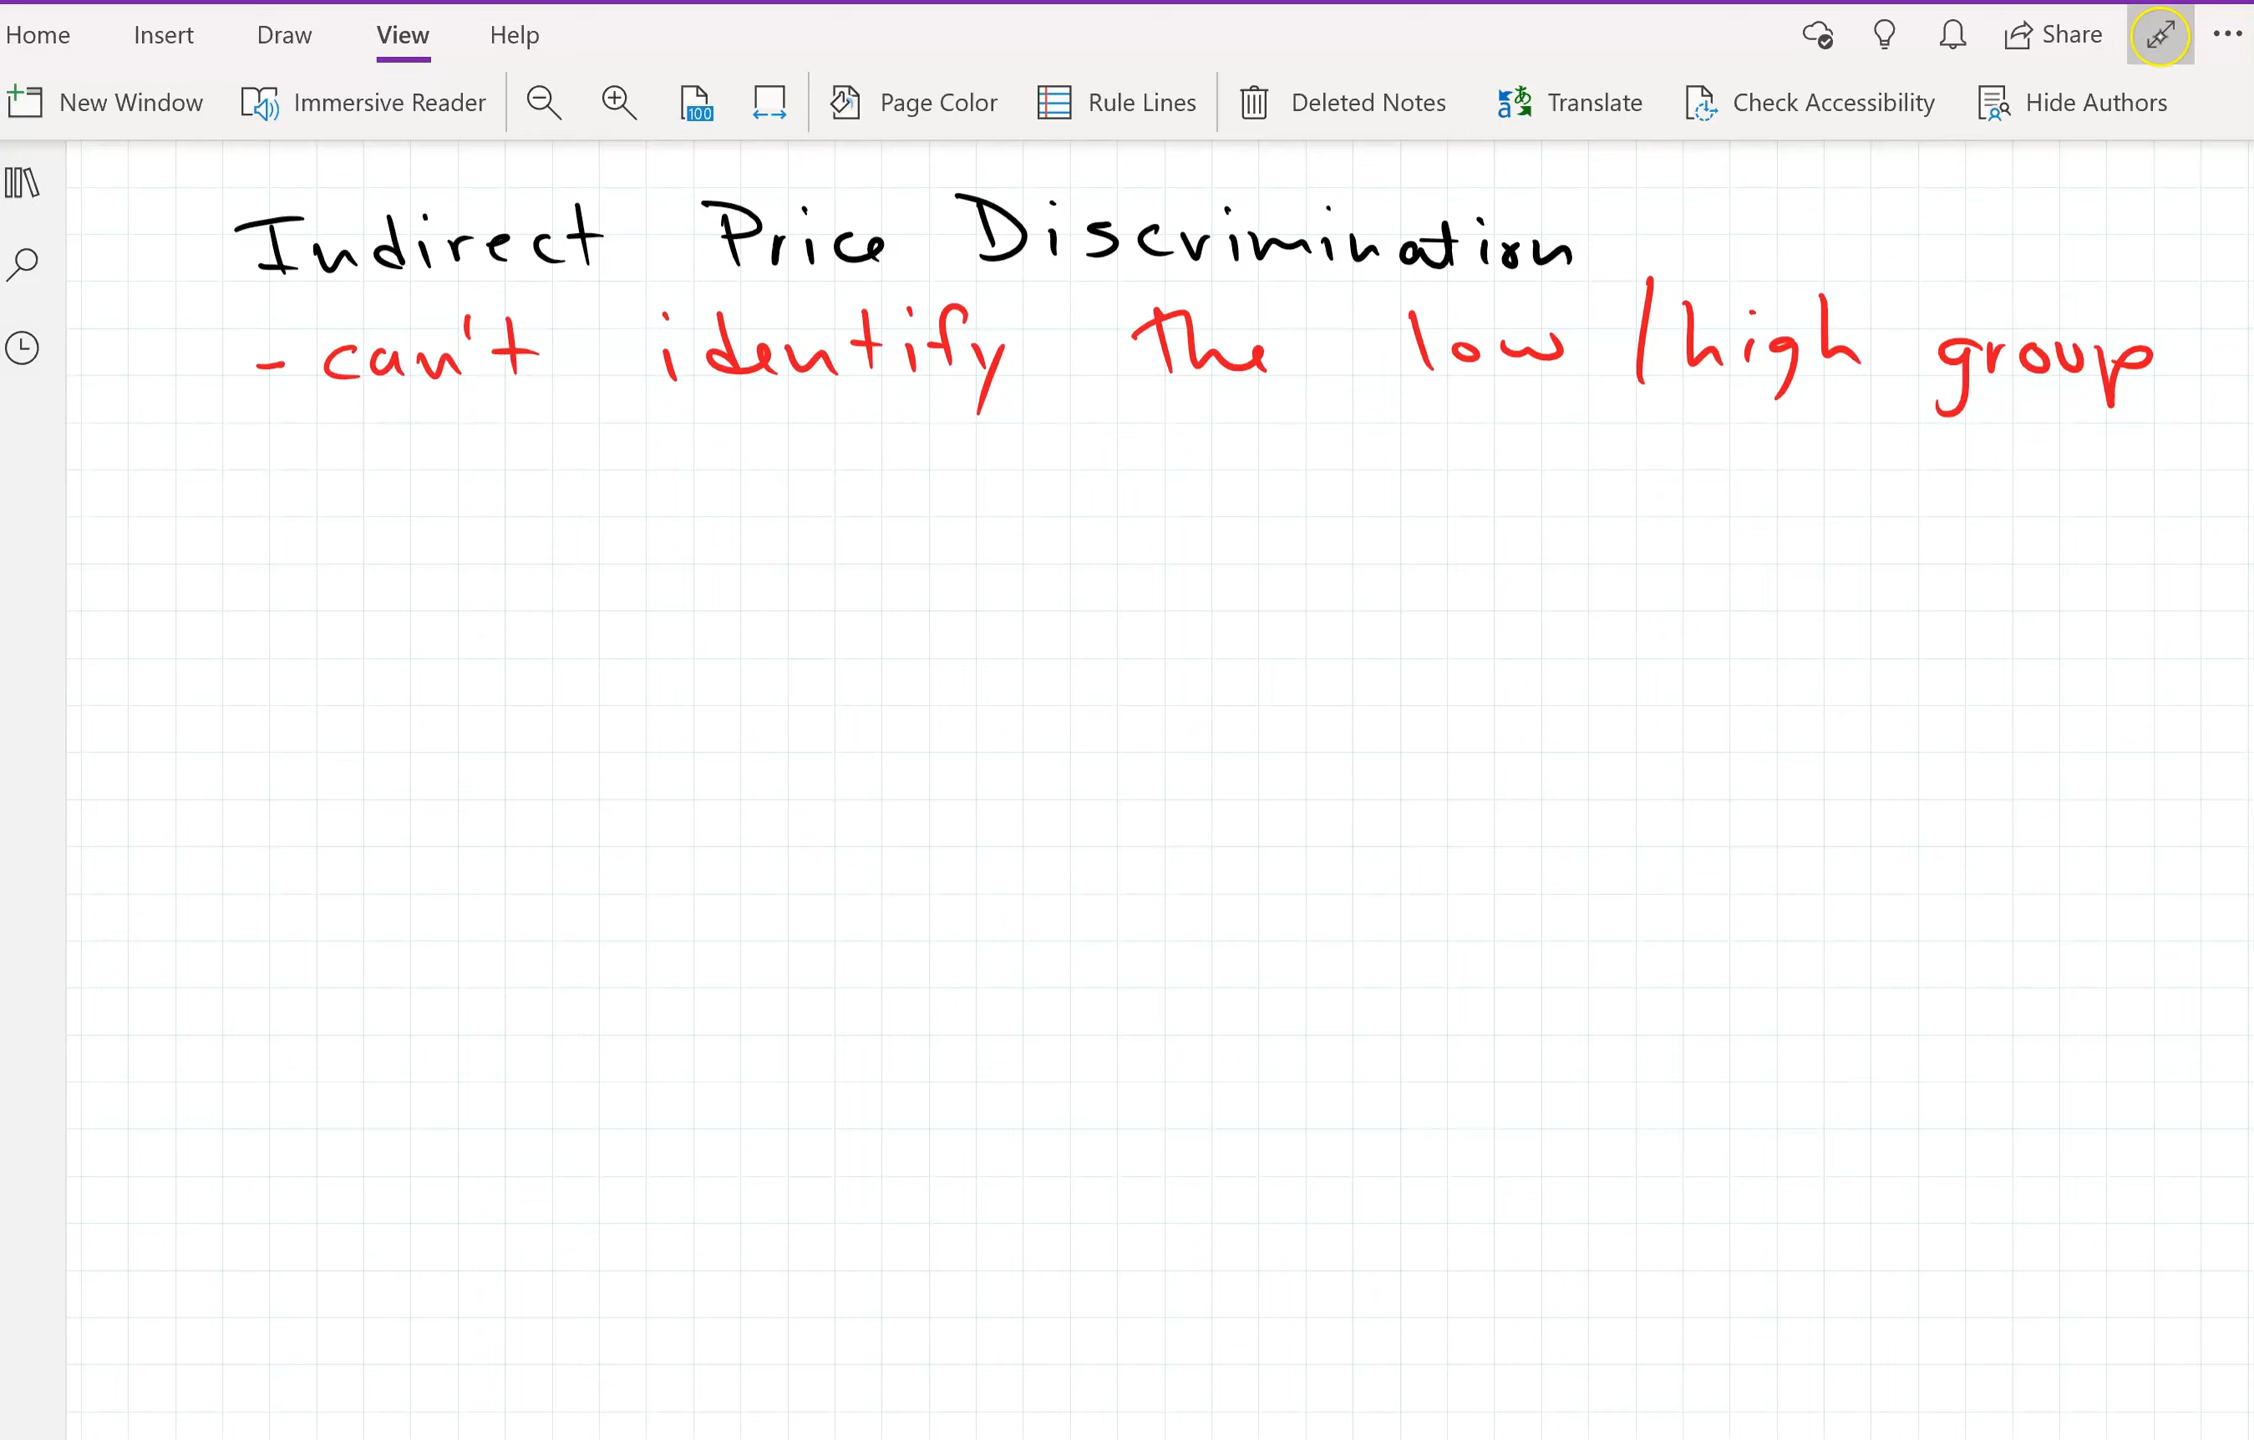 Home Insert Draw View Help Share
New Window Immersive Reader 100 Page Color Rule Lines Deleted Notes Translate Check Accessibility Hide Authors
Indirect Price Discrimination
- can't identify the low / high group